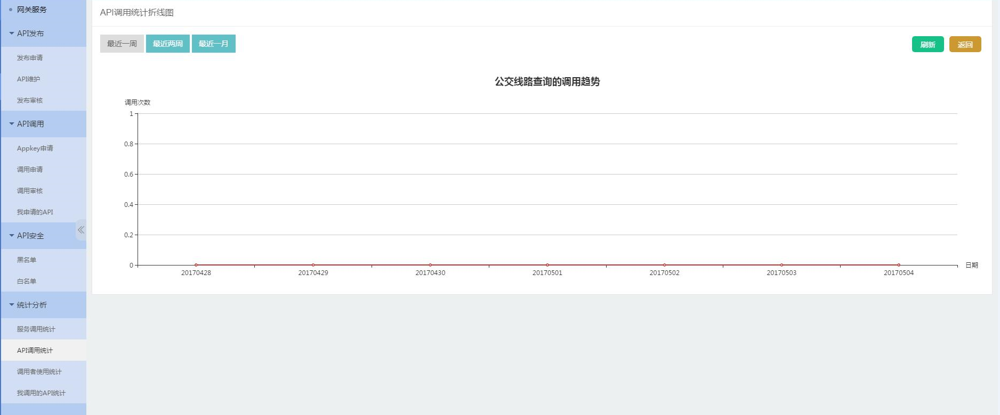 网关服务
API发布
发布申请
API维护
发布审核
API调用
Appkey申请
调用申请
调用审核
我申请的API
API安全
黑名单
白名单
统计分析
服务调用统计
API调用统计
调用者使用统计
我调用的API统计
API调用统计折线图
最近一周 最近两周 最近一月 刷新 返回
公交线路查询的调用趋势
调用次数
1
0.8
0.6
0.4
0.2
0 日期
20170428 20170429 20170430 20170501 20170502 20170503 20170504